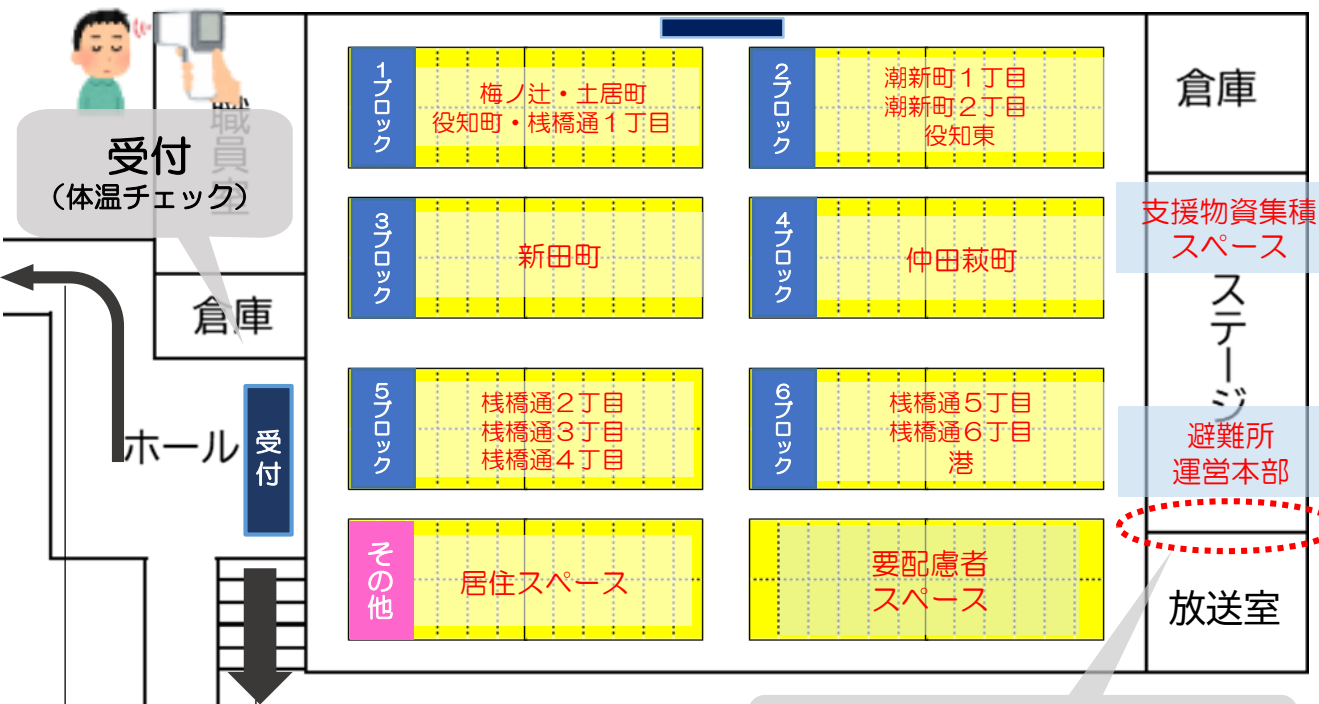 職員室
受付
（体温チェック）
倉庫
ホール
受付
1ブロック
梅ノ辻・土居町
役知町・桟橋通１丁目
2ブロック
潮新町１丁目
潮新町２丁目
役知東
3ブロック
新田町
4ブロック
仲田萩町
5ブロック
桟橋通２丁目
桟橋通３丁目
桟橋通４丁目
6ブロック
桟橋通５丁目
桟橋通６丁目
港
その他
居住スペース
要配慮者
スペース
倉庫
支援物資集積
スペース
ステージ
避難所
運営本部
放送室